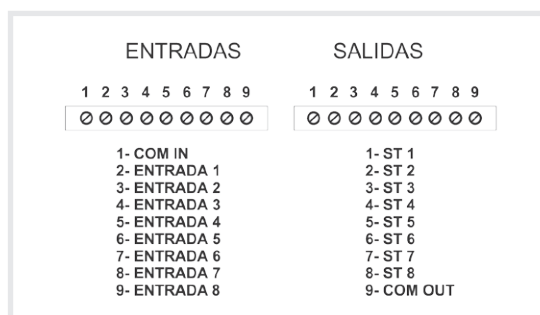 ENTRADAS
1 2 3 4 5 6 7 8 9
1- COM IN
2- ENTRADA 1
3- ENTRADA 2
4- ENTRADA 3
5- ENTRADA 4
6- ENTRADA 5
7- ENTRADA 6
8- ENTRADA 7
9- ENTRADA 8
SALIDAS
1 2 3 4 5 6 7 8 9
1- ST 1
2- ST 2
3- ST 3
4- ST 4
5- ST 5
6- ST 6
7- ST 7
8- ST 8
9- COM OUT